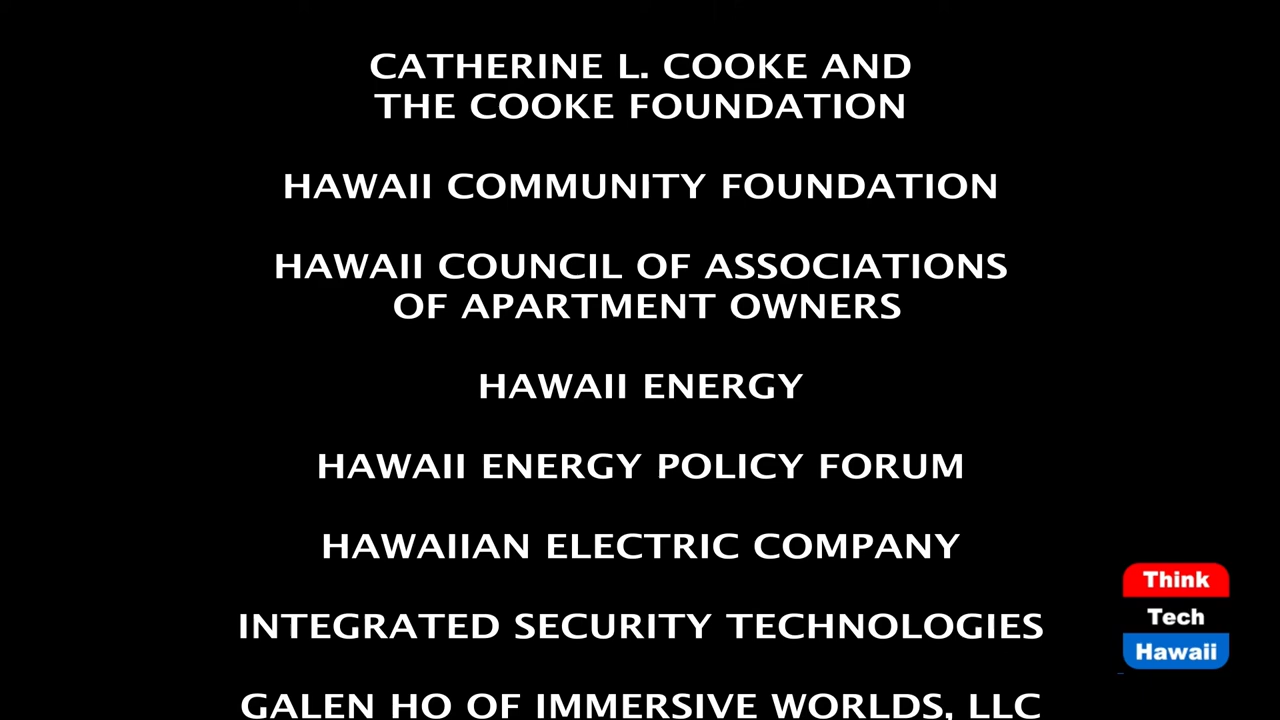 CATHERINE L. COOKE AND
THE COOKE FOUNDATION
HAWAII COMMUNITY FOUNDATION
HAWAII COUNCIL OF ASSOCIATIONS
OF APARTMENT OWNERS
HAWAII ENERGY
HAWAII ENERGY POLICY FORUM
HAWAIIAN ELECTRIC COMPANY
INTEGRATED SECURITY TECHNOLOGIES
GALEN HO OF IMMERSIVE WORLDS, LLC
Think
Tech
Hawaii